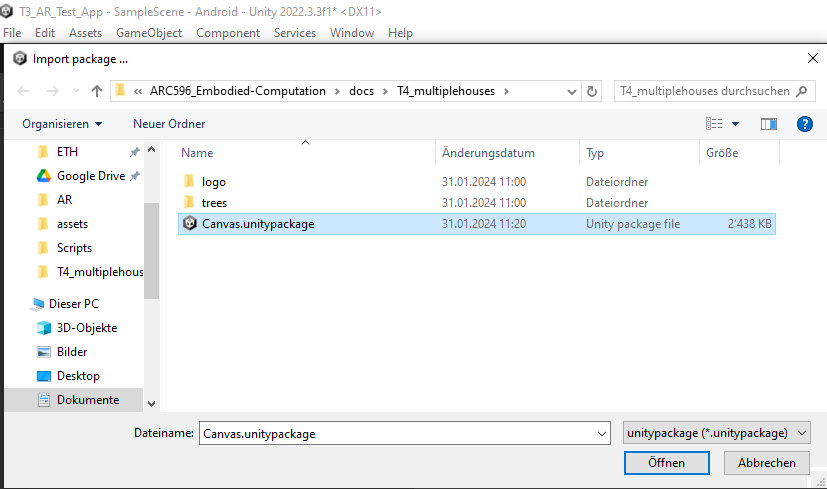 T3_AR_Test_App - SampleScene - Android - Unity 2022.3.3f1* <DX11>
File Edit Assets GameObject Component Services Window Help
Import package ...
« ARC596_Embodied-Computation › docs › T4_multiplehouses ›
T4_multiplehouses durchsuchen
Organisieren Neuer Ordner
ETH
Google Drive
AR
assets
Scripts
T4_multiplehous
Dieser PC
3D-Objekte
Bilder
Desktop
Dokumente
Name Änderungsdatum Typ Größe
logo 31.01.2024 11:00 Dateiordner
trees 31.01.2024 11:00 Dateiordner
Canvas.unitypackage 31.01.2024 11:20 Unity package file 2'438 KB
Dateiname: Canvas.unitypackage unitypackage (*.unitypackage)
Öffnen Abbrechen